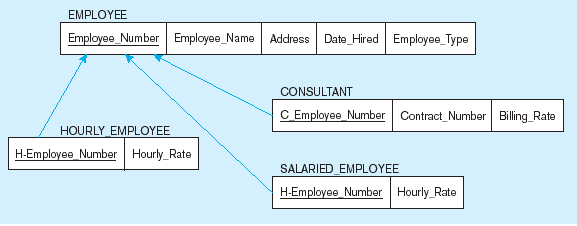 EMPLOYEE
Employee_Number Employee_Name Address Date_Hired Employee_Type
CONSULTANT
C_Employee_Number Contract_Number Billing_Rate
HOURLY_EMPLOYEE
H-Employee_Number Hourly_Rate
SALARIED_EMPLOYEE
H-Employee_Number Hourly_Rate